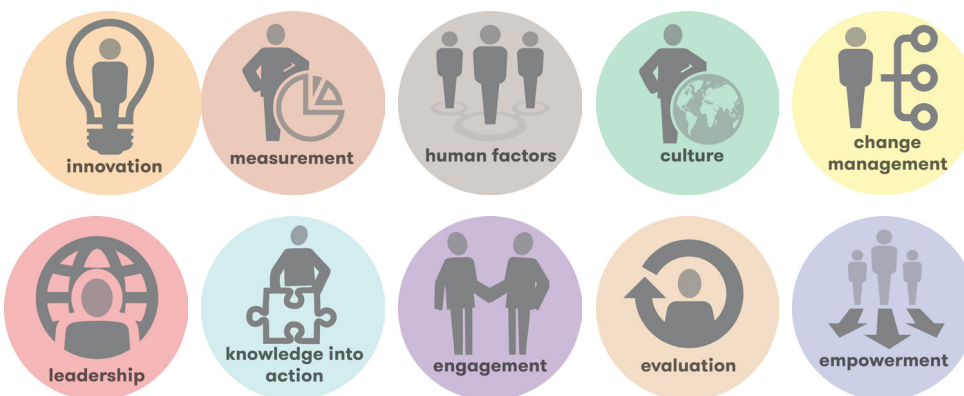 innovation
measurement
human factors
culture
change
management
leadership
knowledge into
action
engagement
evaluation
empowerment